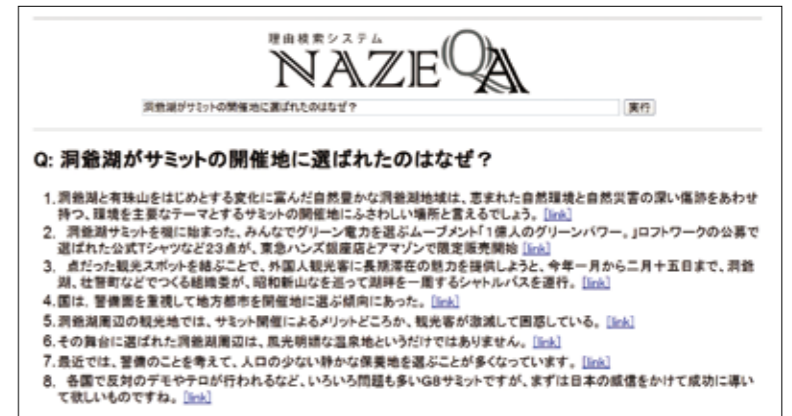 理由検索システム
NAZEQA
洞爺湖がサミットの開催地に選ばれたのはなぜ？
実行
Q: 洞爺湖がサミットの開催地に選ばれたのはなぜ？
1. 洞爺湖と有珠山をはじめとする変化に富んだ自然豊かな洞爺湖地域は、恵まれた自然環境と自然災害の深い傷跡をあわせ
持つ、環境を主要なテーマとするサミットの開催地にふさわしい場所と言えるでしょう。 [link]
2. 洞爺湖サミットを機に始まった、みんなでグリーン電力を選ぶムーブメント「1億人のグリーンパワー。」ロフトワークの公募で
選ばれた公式Tシャツなど23点が、東急ハンズ銀座店とアマゾンで限定販売開始 [link]
3. 点だった観光スポットを結ぶことで、外国人観光客に長期滞在の魅力を提供しようと、今年一月から二月十五日まで、洞爺
湖、壮瞥町などでつくる組織委が、昭和新山などを巡って湖畔を一周するシャトルバスを運行。 [link]
4. 国は、警備面を重視して地方都市を開催地に選ぶ傾向にあった。 [link]
5. 洞爺湖周辺の観光地では、サミット開催によるメリットどころか、観光客が激減して困惑している。 [link]
6. その舞台に選ばれた洞爺湖周辺は、風光明媚な温泉地というだけではありません。 [link]
7. 最近では、警備のことを考えて、人口の少ない静かな保養地を選ぶことが多くなっています。 [link]
8. 各国で反対のデモやテロが行われるなど、いろいろ問題も多いG8サミットですが、まずは日本の威信をかけて成功に導い
て欲しいものですね。 [link]